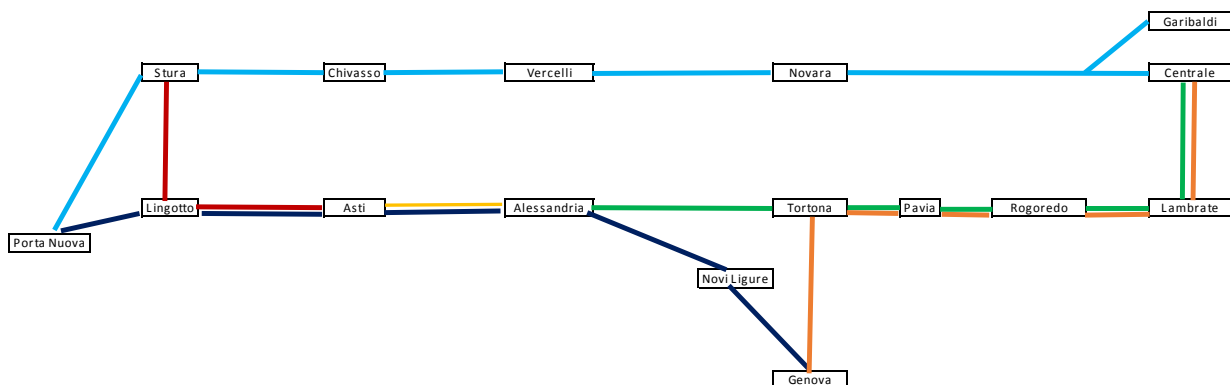 Garibaldi
Stura
Chivasso
Vercelli
Novara
Centrale
Lingotto
Asti
Alessandria
Tortona
Pavia
Rogoredo
Lambrate
Porta Nuova
Novi Ligure
Genova